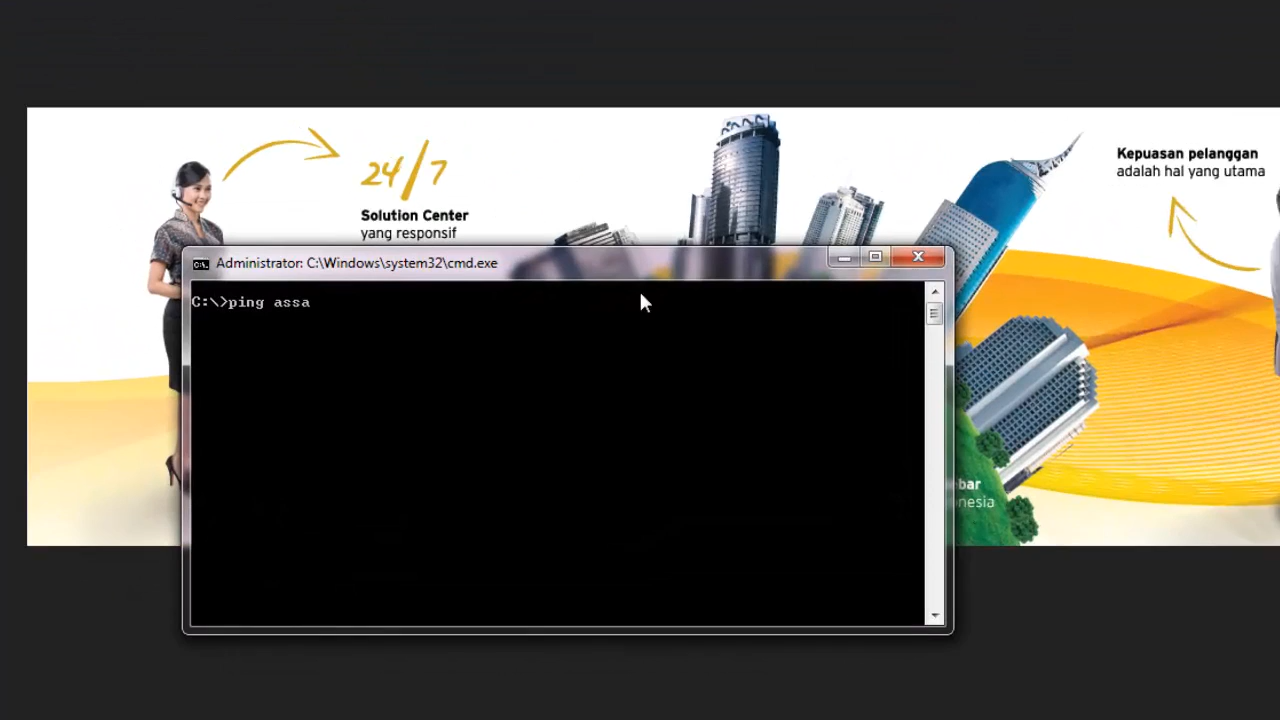 24/7
Solution Center
yang responsif
Kepuasan pelanggan
adalah hal yang utama
Administrator: C:\Windows\system32\cmd.exe
C:\>ping assa